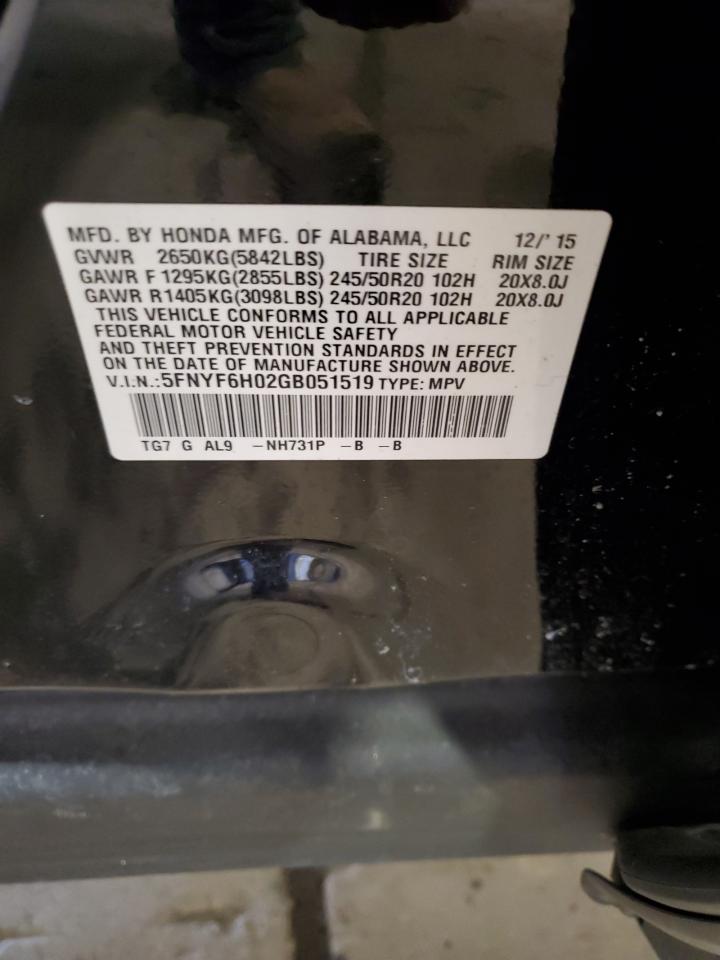 MFD. BY HONDA MFG. OF ALABAMA, LLC 12/' 15
GVWR 2650KG(5842LBS) TIRE SIZE RIM SIZE
GAWR F 1295KG(2855LBS) 245/50R20 102H 20X8.0J
GAWR R1405KG(3098LBS) 245/50R20 102H 20X8.0J
THIS VEHICLE CONFORMS TO ALL APPLICABLE
FEDERAL MOTOR VEHICLE SAFETY
AND THEFT PREVENTION STANDARDS IN EFFECT
ON THE DATE OF MANUFACTURE SHOWN ABOVE.
V.I.N.:5FNYF6H02GB051519 TYPE: MPV
TG7 G AL9 -NH731P -B -B